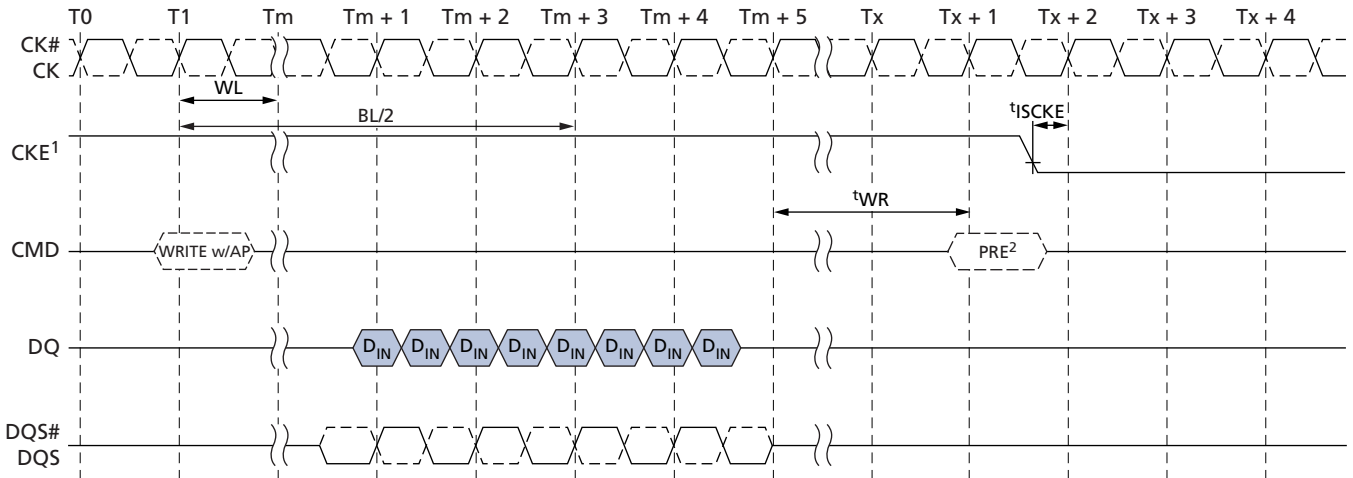 T0 T1 Tm Tm + 1 Tm + 2 Tm + 3 Tm + 4 Tm + 5 Tx Tx + 1 Tx + 2 Tx + 3 Tx + 4
CK#
CK
WL
BL/2
tISCKE
CKE1
tWR
CMD
WRITE w/AP
PRE2
DQ
DIN DIN DIN DIN DIN DIN DIN DIN
DQS#
DQS